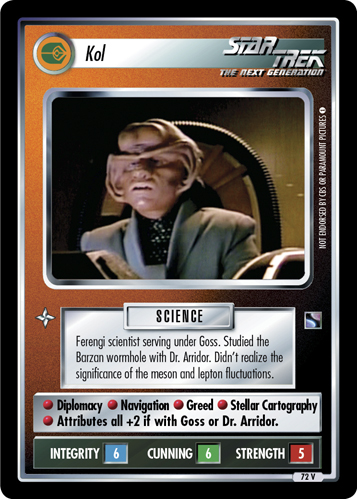 Kol
STAR TREK
THE NEXT GENERATION
NOT ENDORSED BY CBS OR PARAMOUNT PICTURES
SCIENCE
Ferengi scientist serving under Goss. Studied the
Barzan wormhole with Dr. Arridor. Didn't realize the
significance of the meson and lepton fluctuations.
Diplomacy Navigation Greed Stellar Cartography
Attributes all +2 if with Goss or Dr. Arridor.
INTEGRITY 6 CUNNING 6 STRENGTH 5
72 V